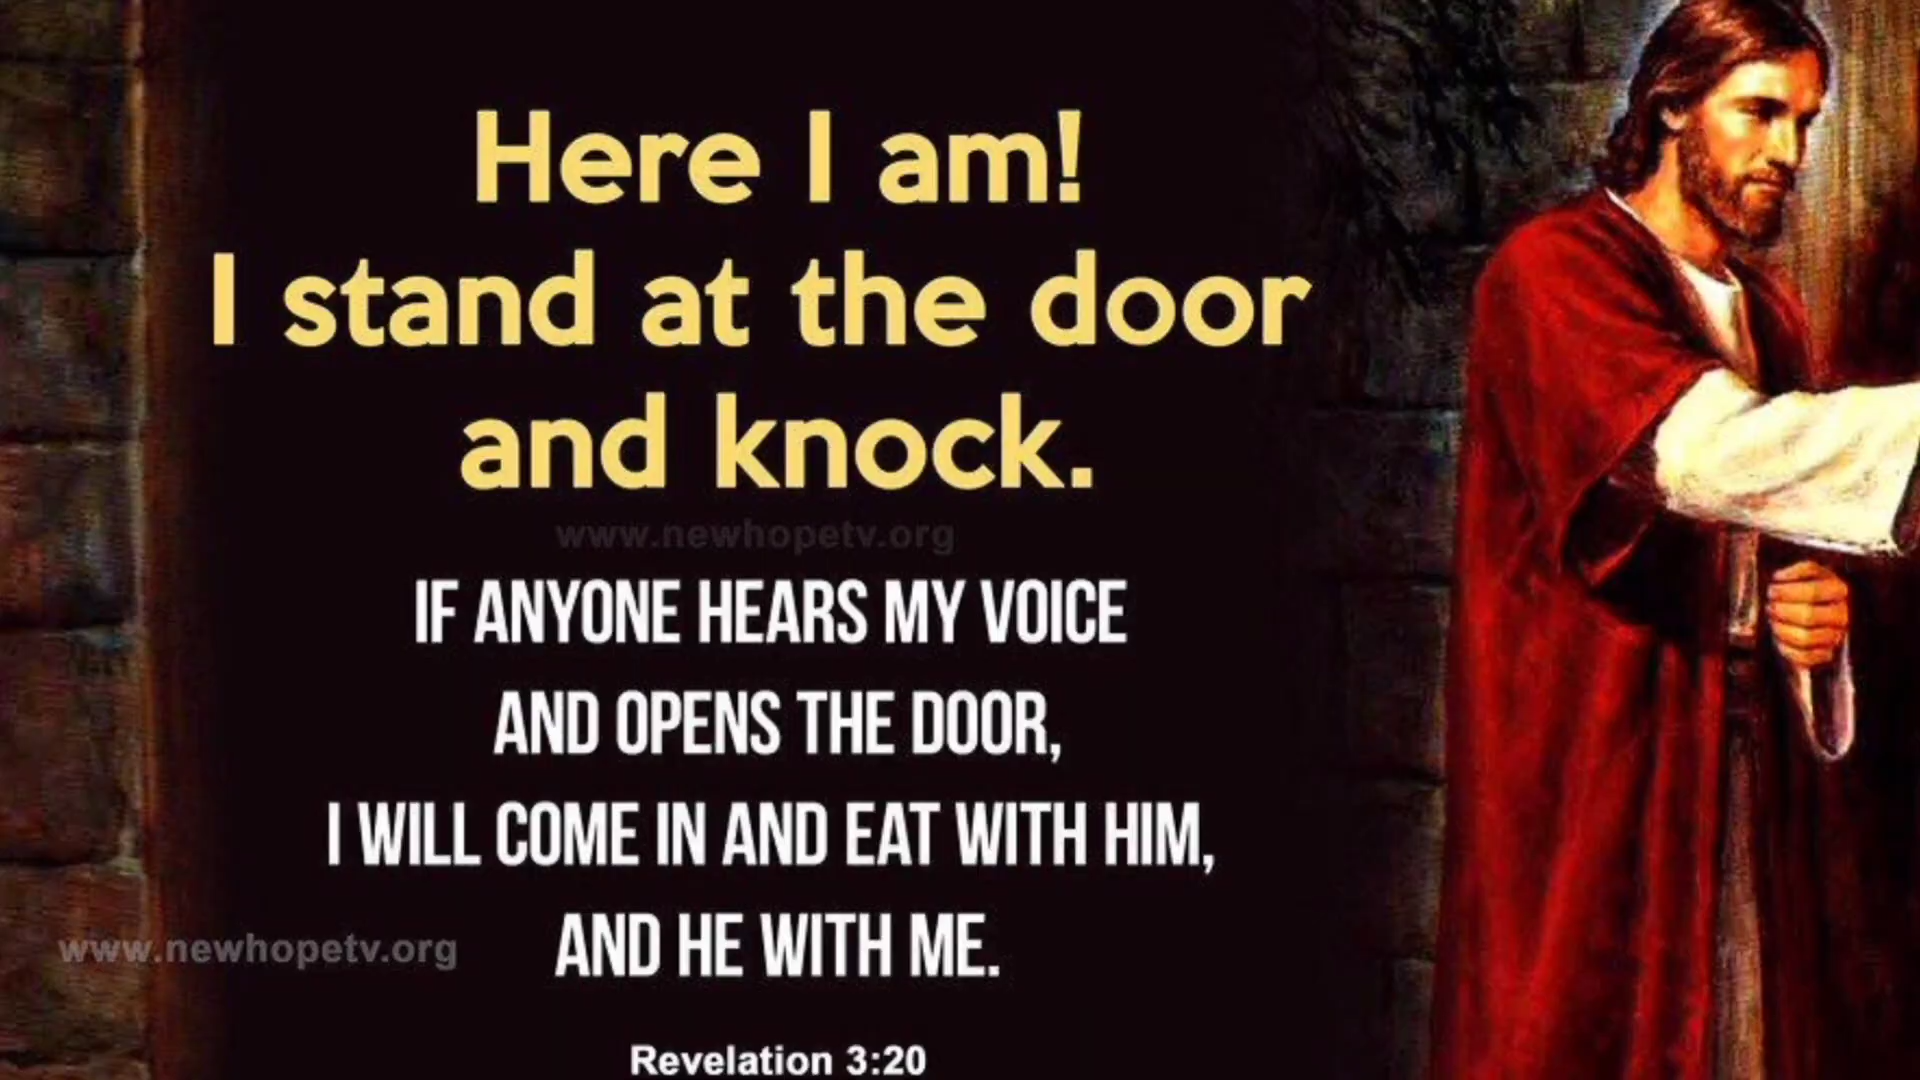 Here I am!
I stand at the door
and knock.
www.newhopetv.org
IF ANYONE HEARS MY VOICE
AND OPENS THE DOOR,
I WILL COME IN AND EAT WITH HIM,
AND HE WITH ME.
www.newhopetv.org
Revelation 3:20